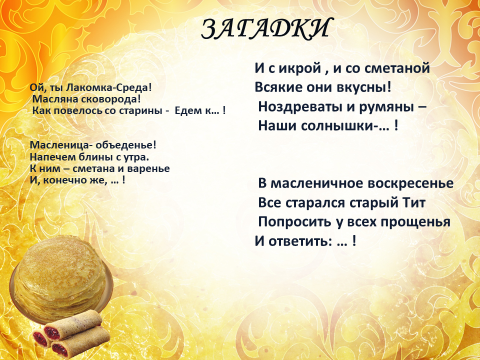 ЗАГАДКИ
Ой, ты Лакомка-Среда!
Масляна сковорода!
Как повелось со старины - Едем к... !
Масленица- объеденье!
Напечем блины с утра.
К ним – сметана и варенье
И, конечно же, ... !
И с икрой , и со сметаной
Всякие они вкусны!
Ноздреваты и румяны –
Наши солнышки-... !
В масленичное воскресенье
Все старался старый Тит
Попросить у всех прощенья
И ответить: ... !